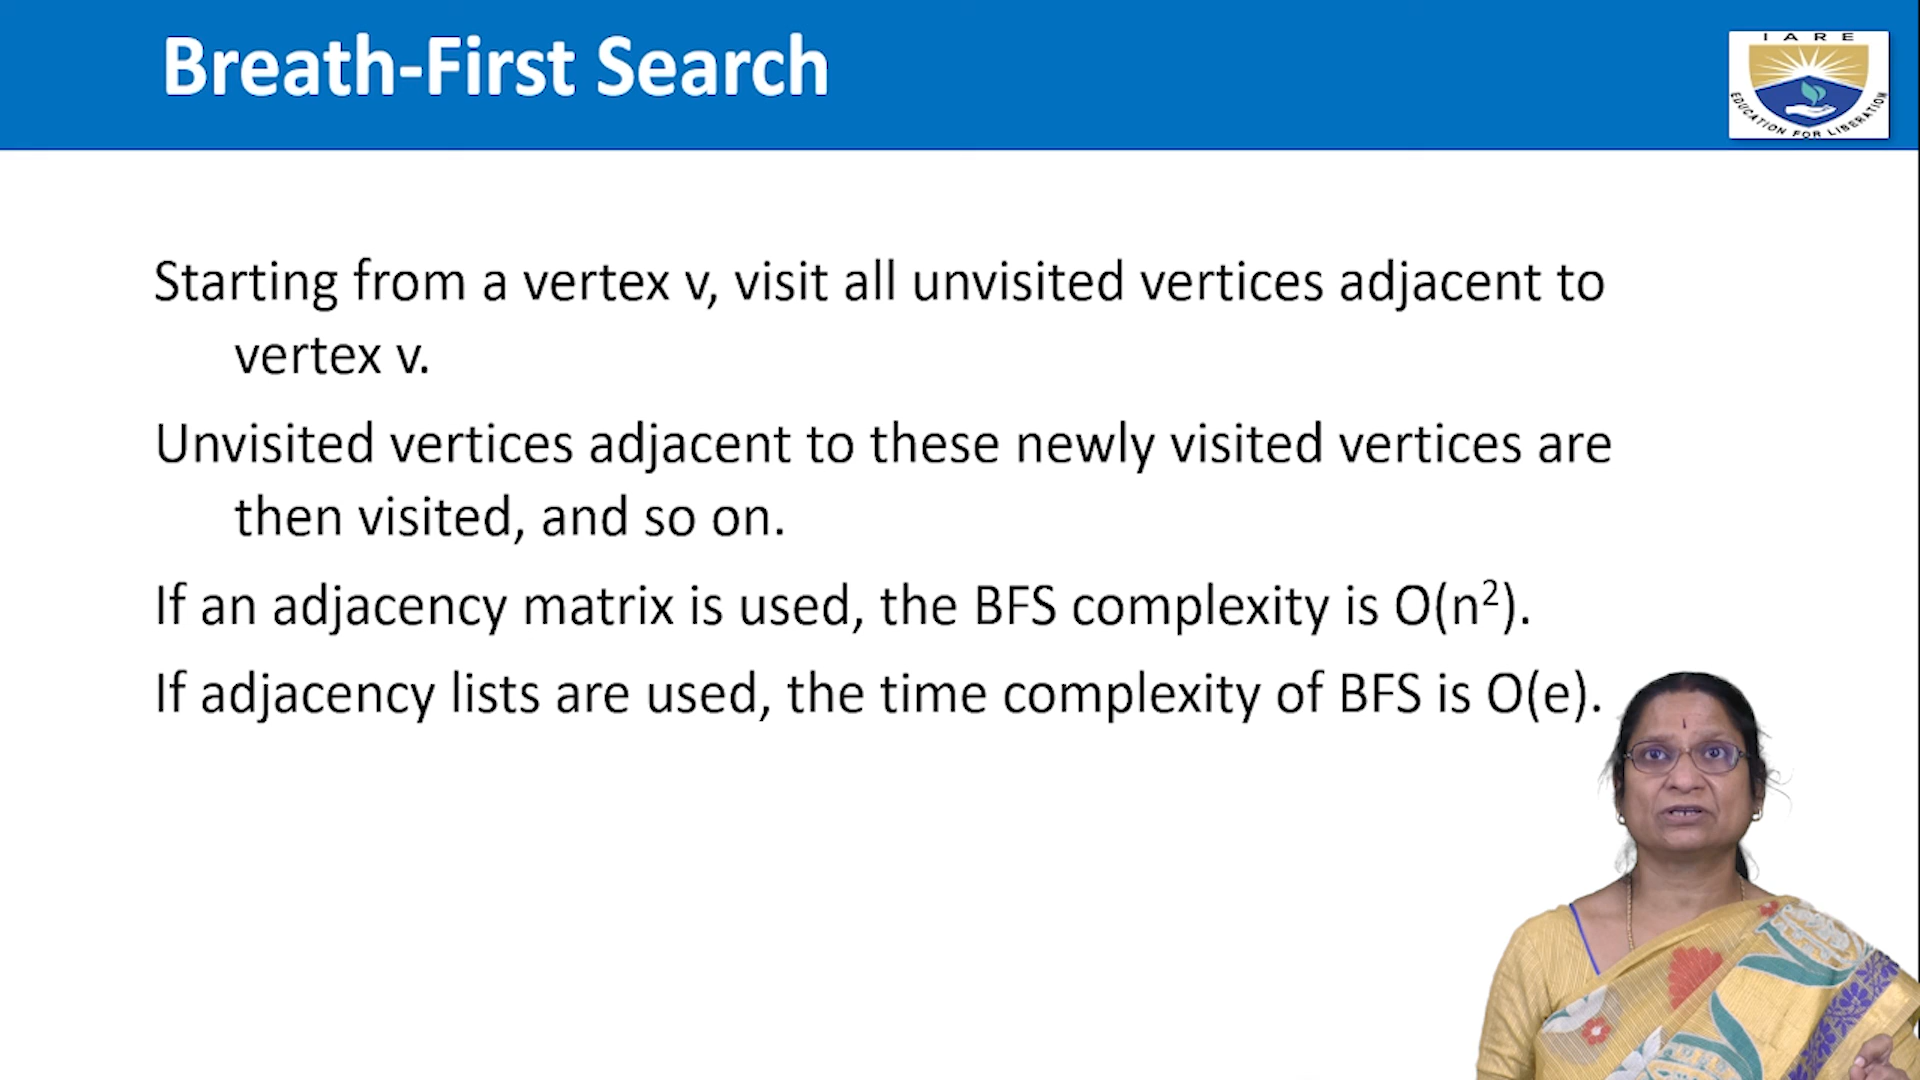 Breath-First Search
I A R E
EDUCATION FOR LIBERATION
Starting from a vertex v, visit all unvisited vertices adjacent to
vertex v.
Unvisited vertices adjacent to these newly visited vertices are
then visited, and so on.
If an adjacency matrix is used, the BFS complexity is O(n²).
If adjacency lists are used, the time complexity of BFS is O(e).